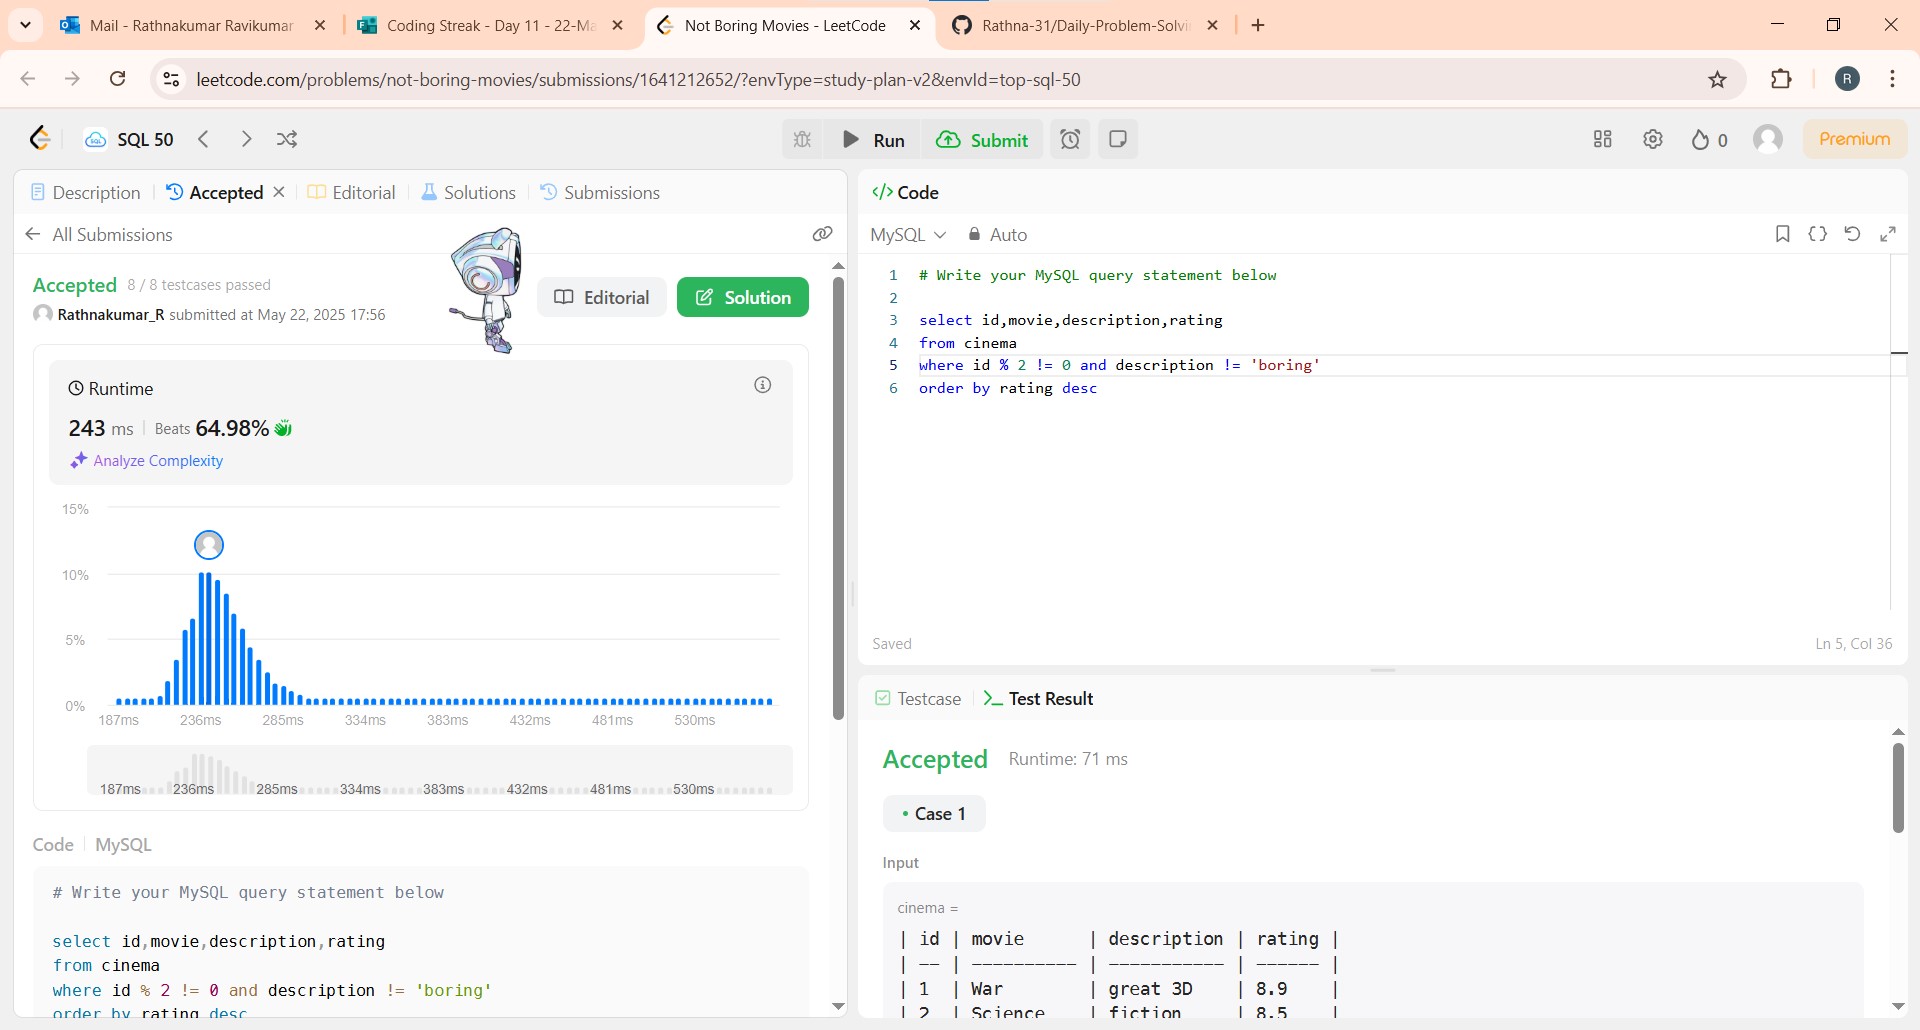 Mail - Rathnakumar Ravikumar
Coding Streak - Day 11 - 22-Ma
Not Boring Movies - LeetCode
Rathna-31/Daily-Problem-Solvi
leetcode.com/problems/not-boring-movies/submissions/1641212652/?envType=study-plan-v2&envId=top-sql-50
R
SQL 50
Run
Submit
0
Premium
Description
Accepted
Editorial
Solutions
Submissions
All Submissions
Accepted 8 / 8 testcases passed
Rathnakumar_R submitted at May 22, 2025 17:56
Editorial
Solution
Runtime
243 ms Beats 64.98%
Analyze Complexity
15%
10%
5%
0%
187ms 236ms 285ms 334ms 383ms 432ms 481ms 530ms
187ms 236ms 285ms 334ms 383ms 432ms 481ms 530ms
Code MySQL
# Write your MySQL query statement below
select id,movie,description,rating
from cinema
where id % 2 != 0 and description != 'boring'
order by rating desc
</> Code
MySQL Auto
1 # Write your MySQL query statement below
2
3 select id,movie,description,rating
4 from cinema
5 where id % 2 != 0 and description != 'boring'
6 order by rating desc
Saved
Ln 5, Col 36
Testcase
Test Result
Accepted Runtime: 71 ms
• Case 1
Input
cinema =
| id | movie | description | rating |
| -- | ---------- | ----------- | ------ |
| 1 | War | great 3D | 8.9 |
| 2 | Science | fiction | 8.5 |